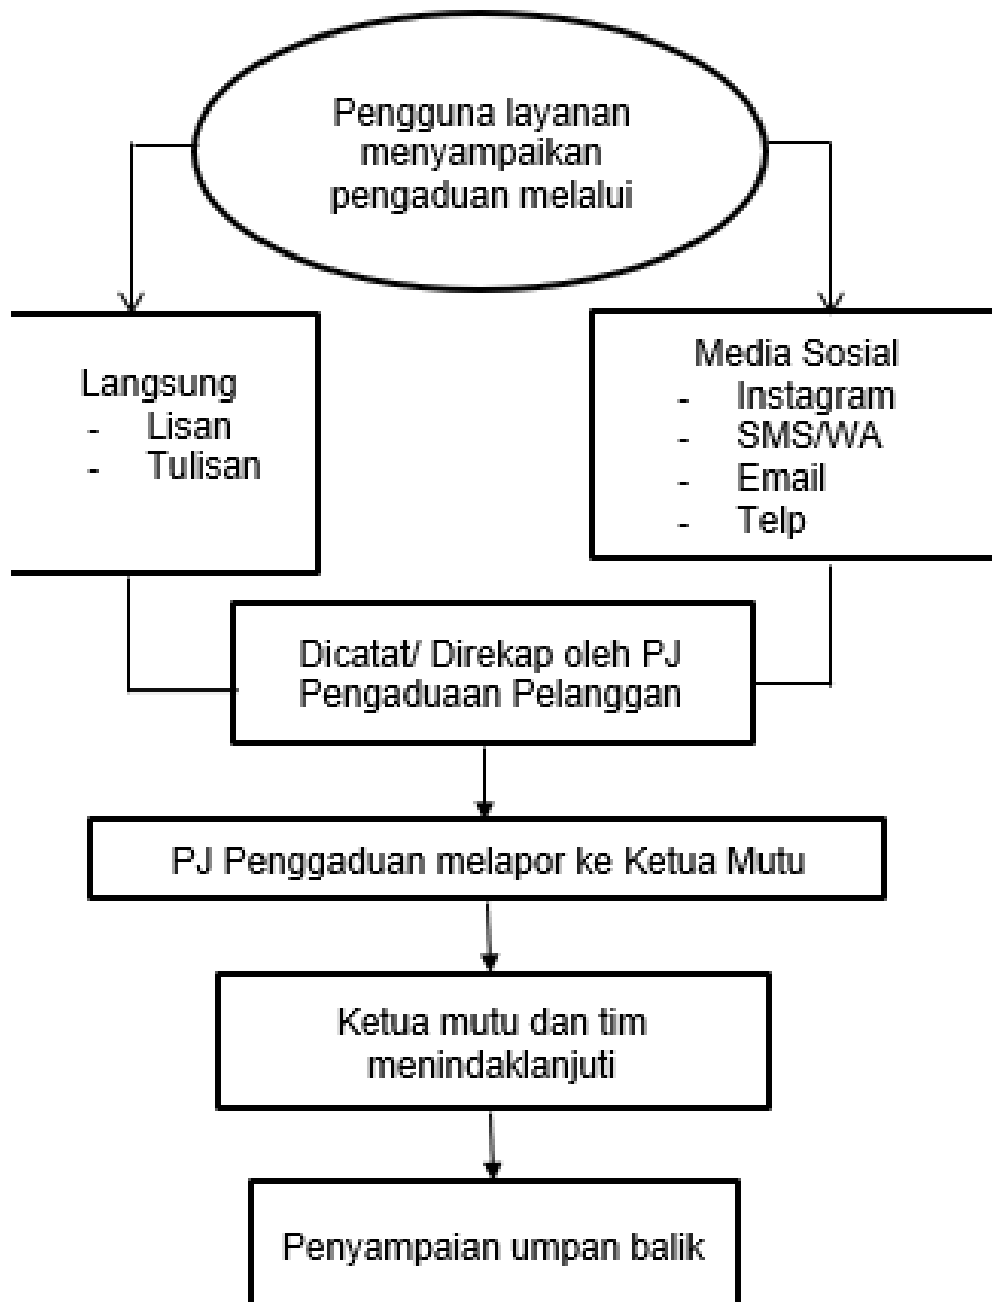 Pengguna layanan
menyampaikan
pengaduan melalui
Langsung
- Lisan
- Tulisan
Media Sosial
- Instagram
- SMS/WA
- Email
- Telp
Dicatat/ Direkap oleh PJ
Pengaduaan Pelanggan
PJ Penggaduan melapor ke Ketua Mutu
Ketua mutu dan tim
menindaklanjuti
Penyampaian umpan balik